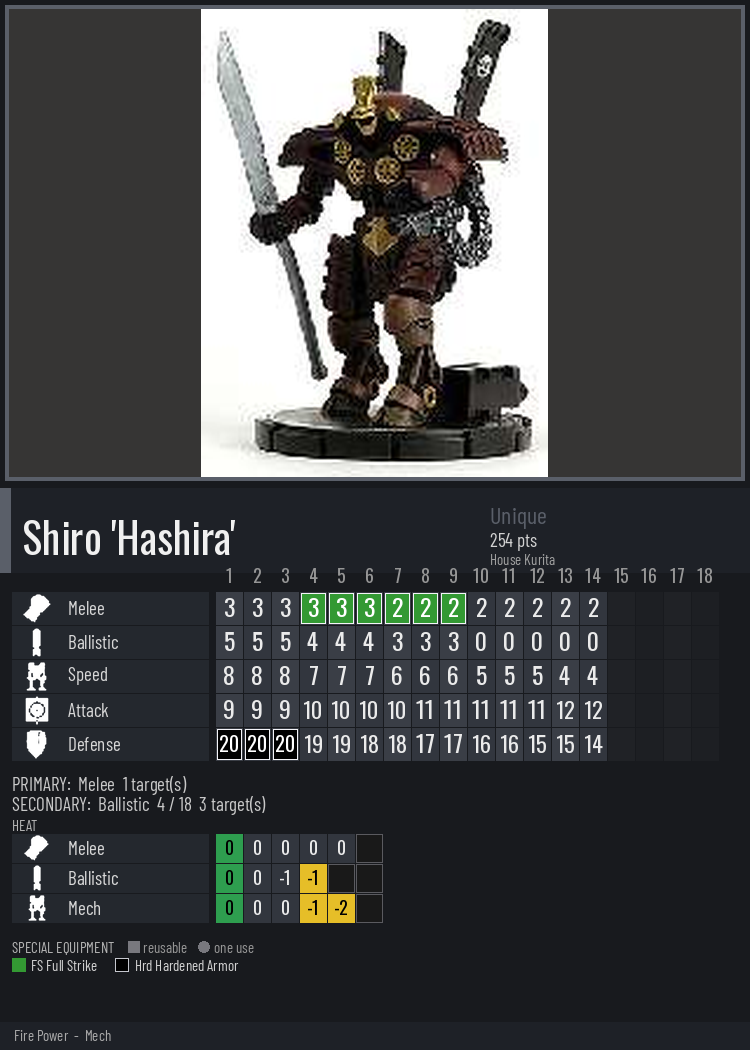 Shiro 'Hashira'
Unique
254 pts
House Kurita
1 2 3 4 5 6 7 8 9 10 11 12 13 14 15 16 17 18
Melee 3 3 3 3 3 3 2 2 2 2 2 2 2 2
Ballistic 5 5 5 4 4 4 3 3 3 0 0 0 0 0
Speed 8 8 8 7 7 7 6 6 6 5 5 5 4 4
Attack 9 9 9 10 10 10 10 11 11 11 11 11 12 12
Defense 20 20 20 19 19 18 18 17 17 16 16 15 15 14
PRIMARY: Melee 1 target(s)
SECONDARY: Ballistic 4 / 18 3 target(s)
HEAT
Melee 0 0 0 0 0
Ballistic 0 0 -1 -1
Mech 0 0 0 -1 -2
SPECIAL EQUIPMENT reusable one use
FS Full Strike Hrd Hardened Armor
Fire Power - Mech